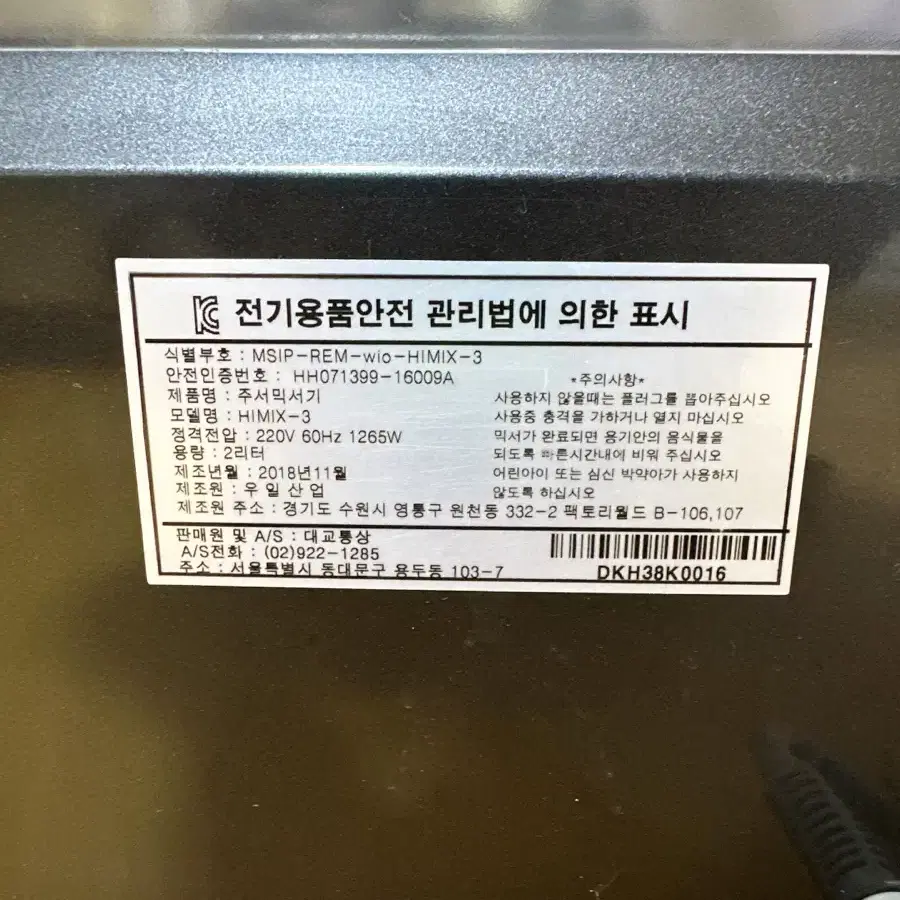 KC 전기용품안전 관리법에 의한 표시
식별부호 : MSIP-REM-wio-HIMIX-3
안전인증번호 : HH071399-16009A
제품명 : 주서믹서기
모델명 : HIMIX-3
정격전압 : 220V 60Hz 1265W
용량 : 2리터
제조년월 : 2018년11월
제조원 : 우일산업
*주의사항*
사용하지 않을때는 플러그를 뽑아주십시오
사용중 충격을 가하거나 열지 마십시오
믹서가 완료되면 용기안의 음식물을
되도록 빠른시간내에 비워 주십시오
어린아이 또는 심신 박약아가 사용하지
않도록 하십시오
제조원 주소 : 경기도 수원시 영통구 원천동 332-2 팩토리월드 B-106,107
판매원 및 A/S : 대교통상
A/S전화 : (02)922-1285
주소 : 서울특별시 동대문구 용두동 103-7
DKH38K0016